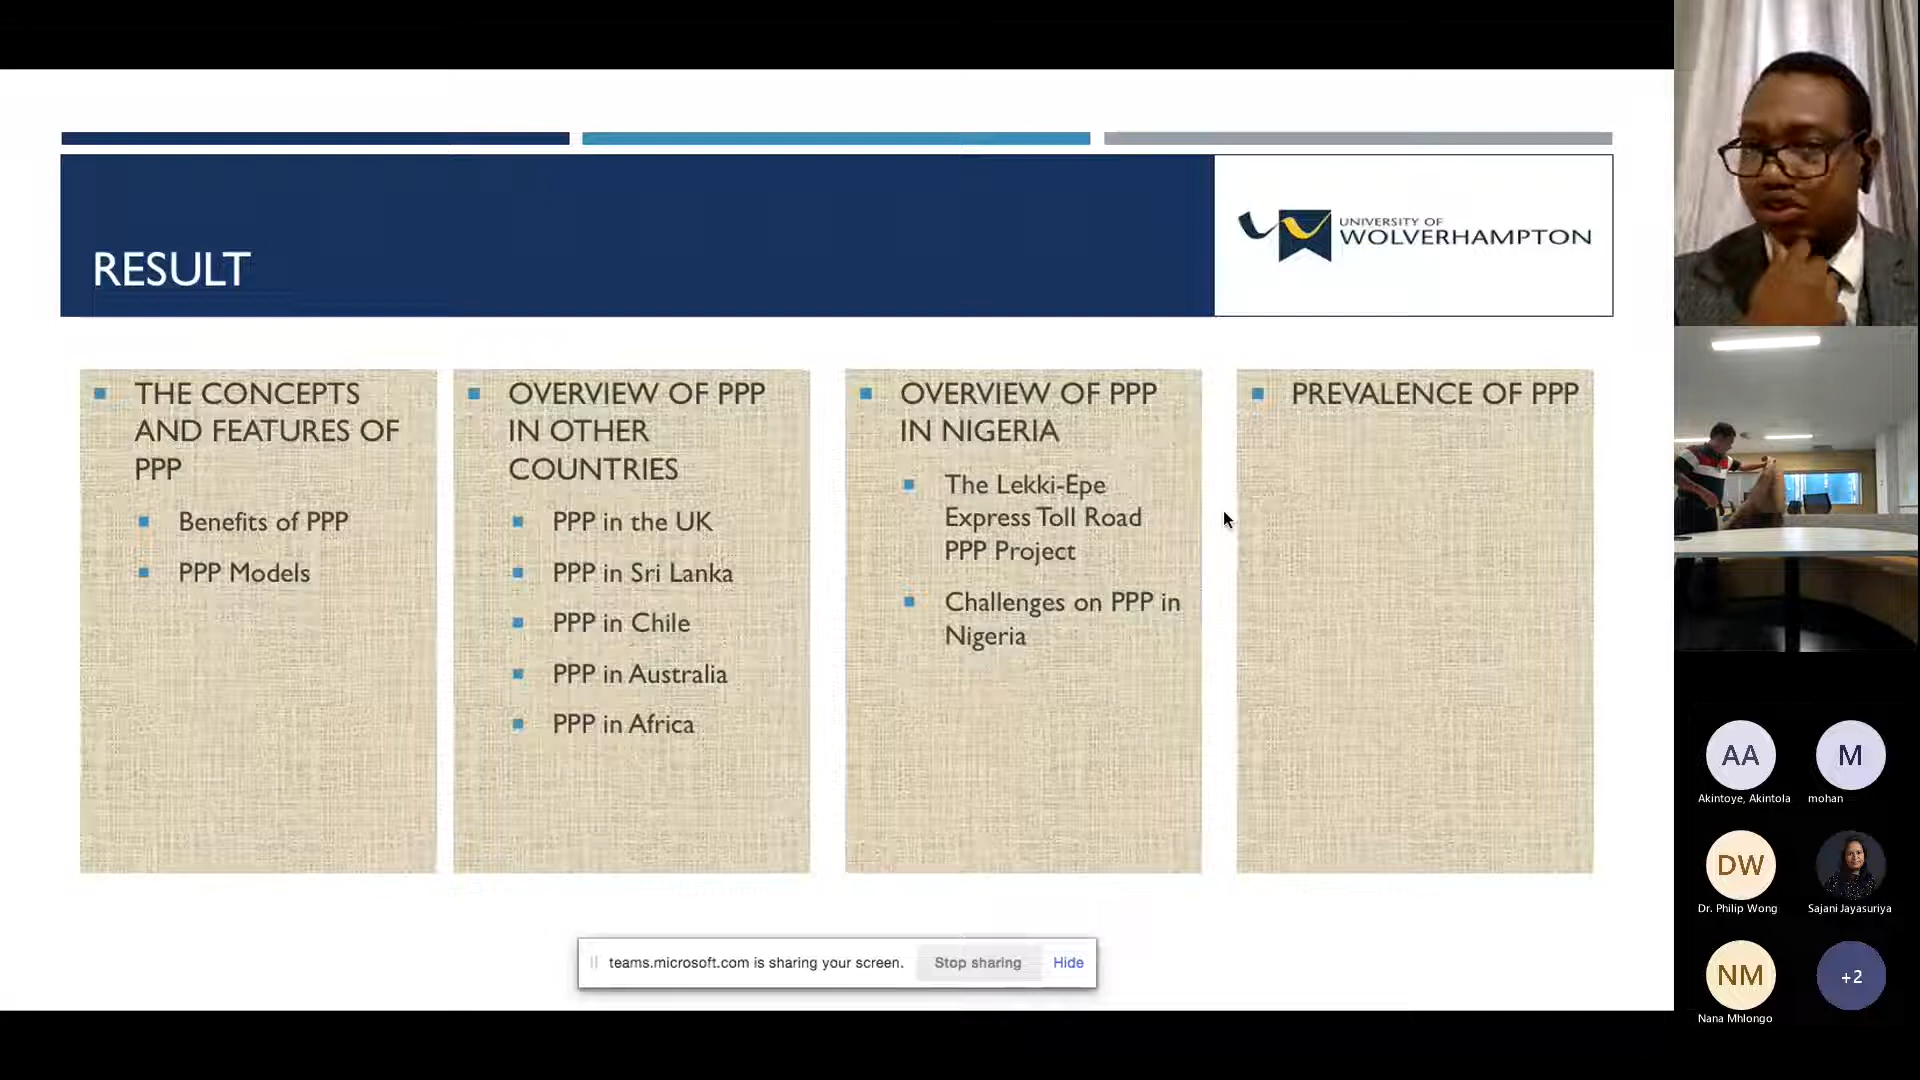 RESULT
UNIVERSITY OF
WOLVERHAMPTON
THE CONCEPTS
AND FEATURES OF
PPP
Benefits of PPP
PPP Models
OVERVIEW OF PPP
IN OTHER
COUNTRIES
PPP in the UK
PPP in Sri Lanka
PPP in Chile
PPP in Australia
PPP in Africa
OVERVIEW OF PPP
IN NIGERIA
The Lekki-Epe
Express Toll Road
PPP Project
Challenges on PPP in
Nigeria
PREVALENCE OF PPP
teams.microsoft.com is sharing your screen. Stop sharing Hide
AA M
Akintoye, Akintola mohan
DW
Dr. Philip Wong Sajani Jayasuriya
NM +2
Nana Mhlongo